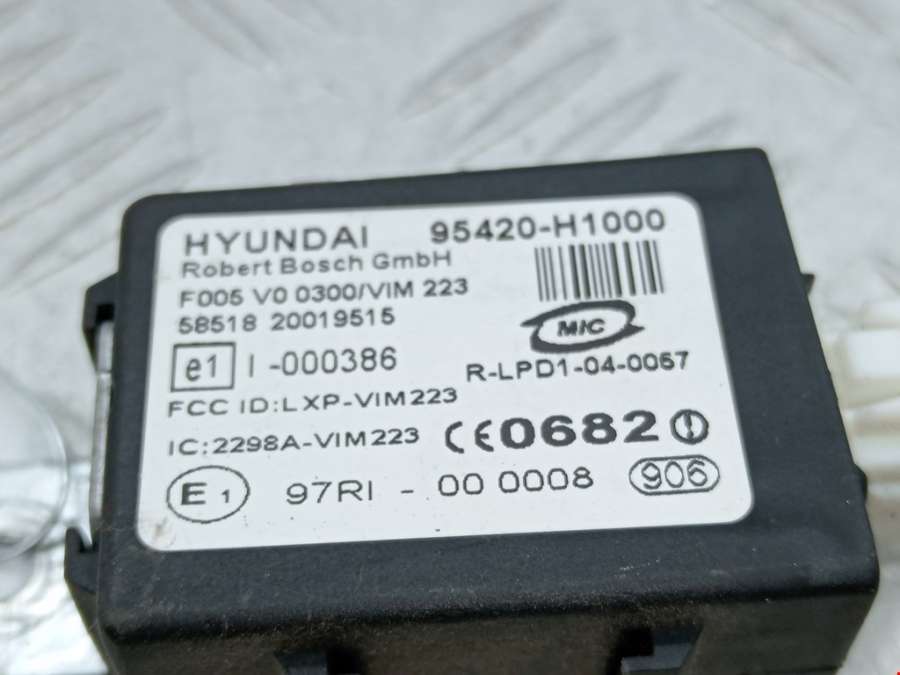 HYUNDAI 95420-H1000
Robert Bosch GmbH
F005 V0 0300/VIM 223
58518 20019515
MIC
e1 I -000386
R-LPD1-04-0067
FCC ID:LXP-VIM223
IC:2298A-VIM223 CE0682
E1 97RI - 00 0008 906